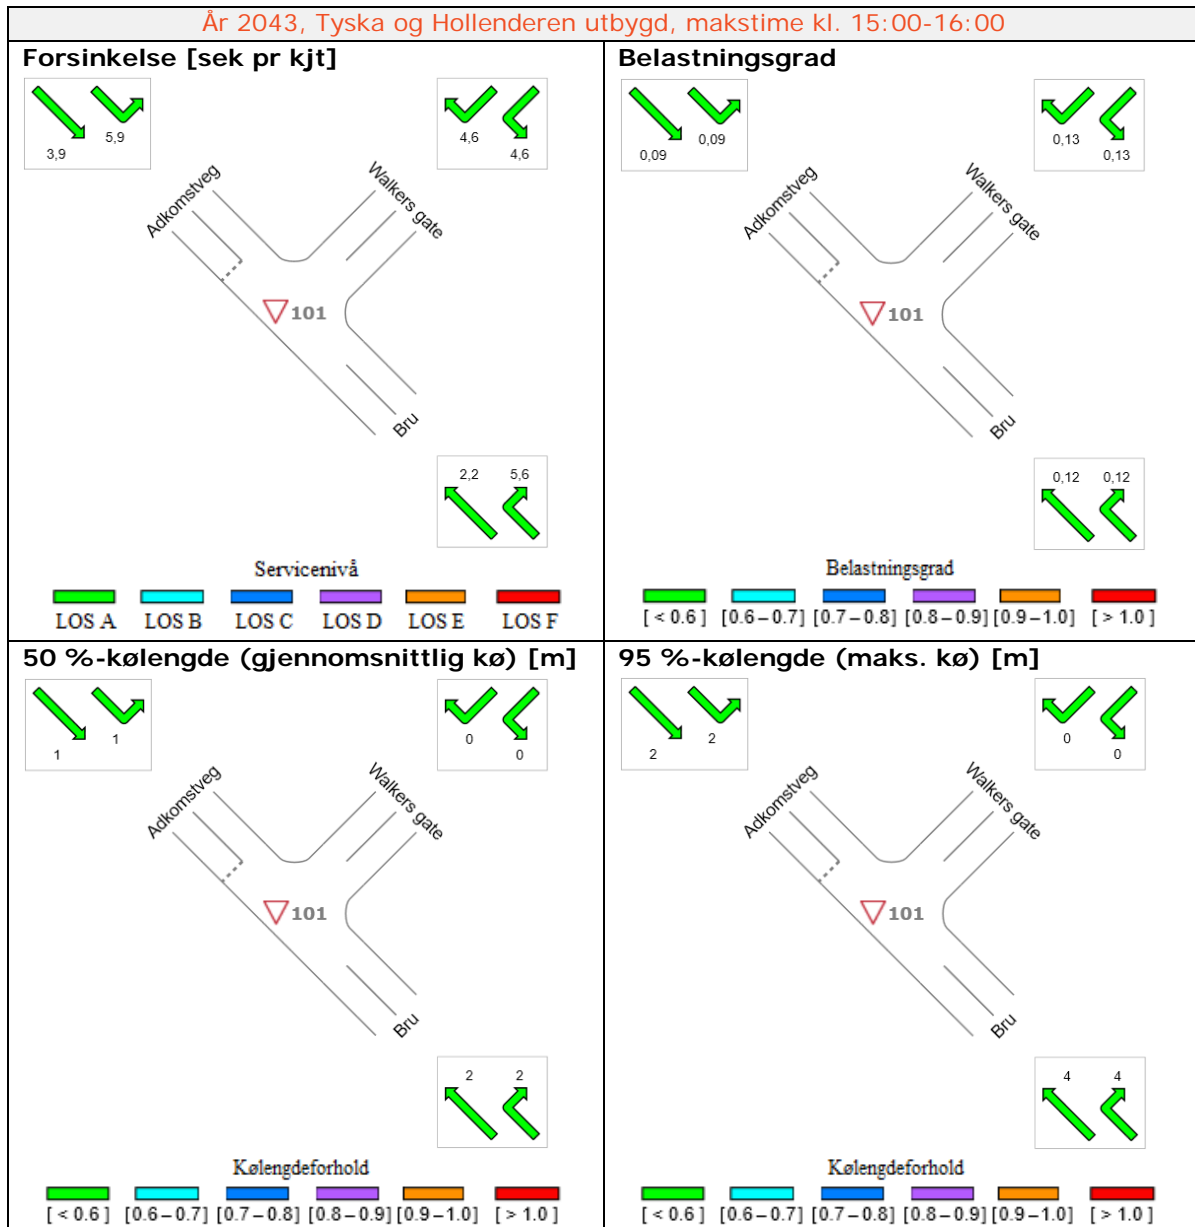 År 2043, Tyska og Hollenderen utbygd, makstime kl. 15:00-16:00
Forsinkelse [sek pr kjt]
3,9
5,9
4,6
4,6
Adkomstveg
Walkers gate
101
Bru
2,2
5,6
Servicenivå
LOS A LOS B LOS C LOS D LOS E LOS F
Belastningsgrad
0,09
0,09
0,13
0,13
Adkomstveg
Walkers gate
101
Bru
0,12
0,12
Belastningsgrad
[ < 0.6 ] [0.6 – 0.7] [0.7 – 0.8] [0.8 – 0.9] [0.9 – 1.0] [ > 1.0 ]
50 %-kølengde (gjennomsnittlig kø) [m]
1
1
0
0
Adkomstveg
Walkers gate
101
Bru
2
2
Kølengdeforhold
[ < 0.6 ] [0.6 – 0.7] [0.7 – 0.8] [0.8 – 0.9] [0.9 – 1.0] [ > 1.0 ]
95 %-kølengde (maks. kø) [m]
2
2
0
0
Adkomstveg
Walkers gate
101
Bru
4
4
Kølengdeforhold
[ < 0.6 ] [0.6 – 0.7] [0.7 – 0.8] [0.8 – 0.9] [0.9 – 1.0] [ > 1.0 ]